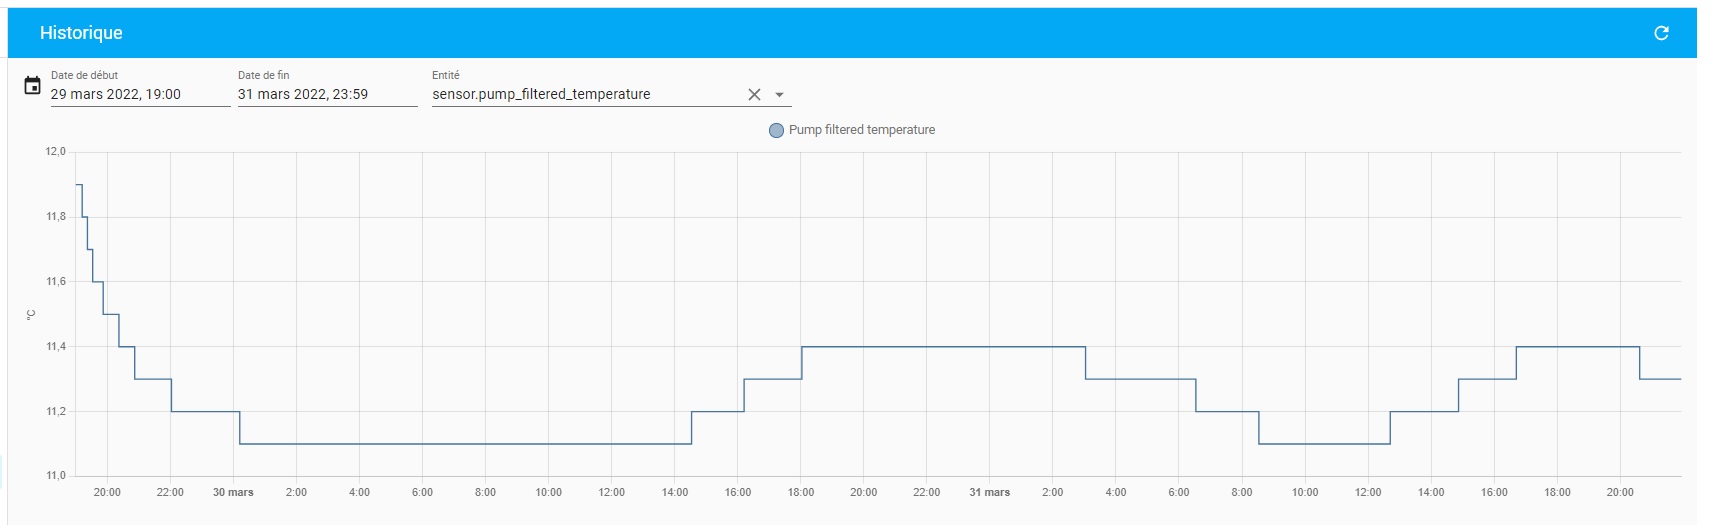 Historique
Date de début Date de fin Entité
29 mars 2022, 19:00 31 mars 2022, 23:59 sensor.pump_filtered_temperature
Pump filtered temperature
12,0
11,8
11,6
°C
11,4
11,2
11,0
20:00 22:00 30 mars 2:00 4:00 6:00 8:00 10:00 12:00 14:00 16:00 18:00 20:00 22:00 31 mars 2:00 4:00 6:00 8:00 10:00 12:00 14:00 16:00 18:00 20:00